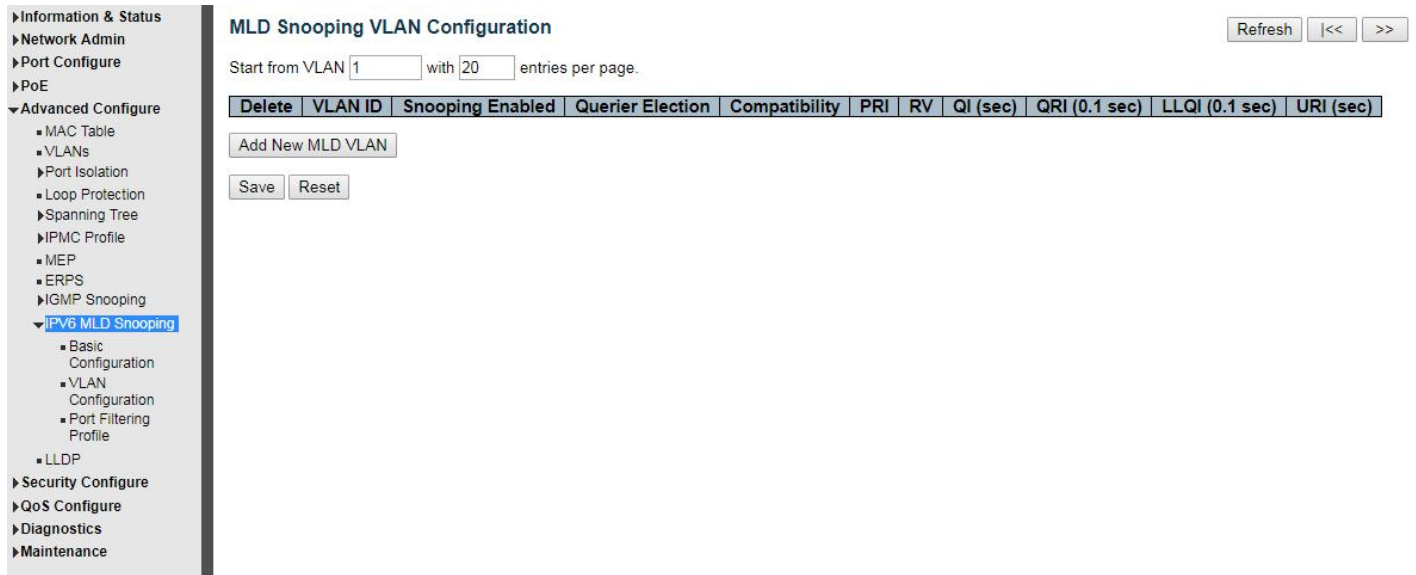 Information & Status
Network Admin
Port Configure
PoE
Advanced Configure
MAC Table
VLANs
Port Isolation
Loop Protection
Spanning Tree
IPMC Profile
MEP
ERPS
IGMP Snooping
IPV6 MLD Snooping
Basic
Configuration
VLAN
Configuration
Port Filtering
Profile
LLDP
Security Configure
QoS Configure
Diagnostics
Maintenance
MLD Snooping VLAN Configuration
Refresh |<< >>
Start from VLAN 1 with 20 entries per page.
Delete VLAN ID Snooping Enabled Querier Election Compatibility PRI RV QI (sec) QRI (0.1 sec) LLQI (0.1 sec) URI (sec)
Add New MLD VLAN
Save Reset